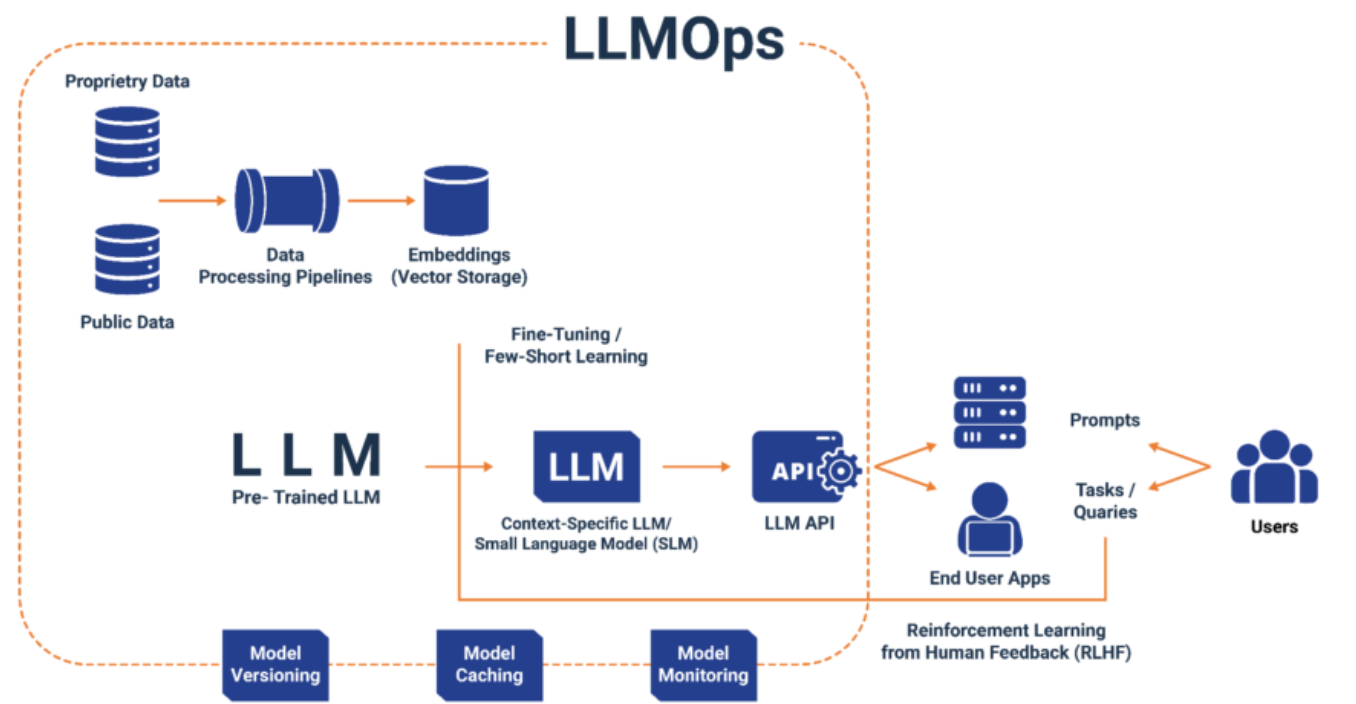 LLMOps
Proprietry Data
Data
Processing Pipelines
Embeddings
(Vector Storage)
Public Data
Fine-Tuning /
Few-Short Learning
L L M
Pre- Trained LLM
LLM
Context-Specific LLM/
Small Language Model (SLM)
API
LLM API
Prompts
Tasks /
Quaries
Users
End User Apps
Reinforcement Learning
from Human Feedback (RLHF)
Model
Versioning
Model
Caching
Model
Monitoring